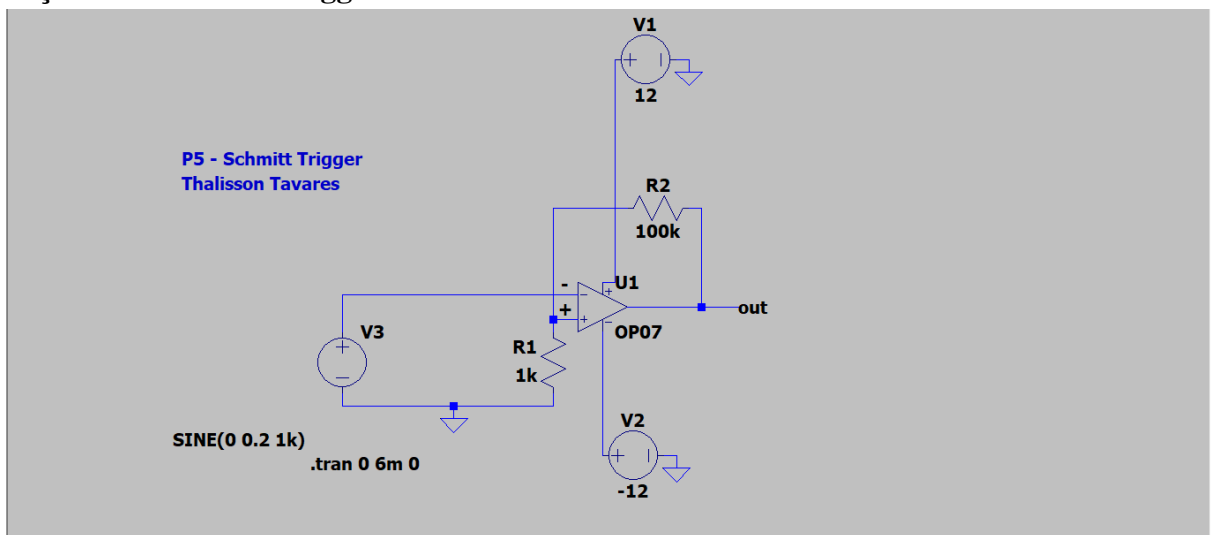 V1
12
P5 - Schmitt Trigger
Thalisson Tavares
R2
100k
U1
-
+
out
OP07
V3
R1
1k
SINE(0 0.2 1k)
.tran 0 6m 0
V2
-12